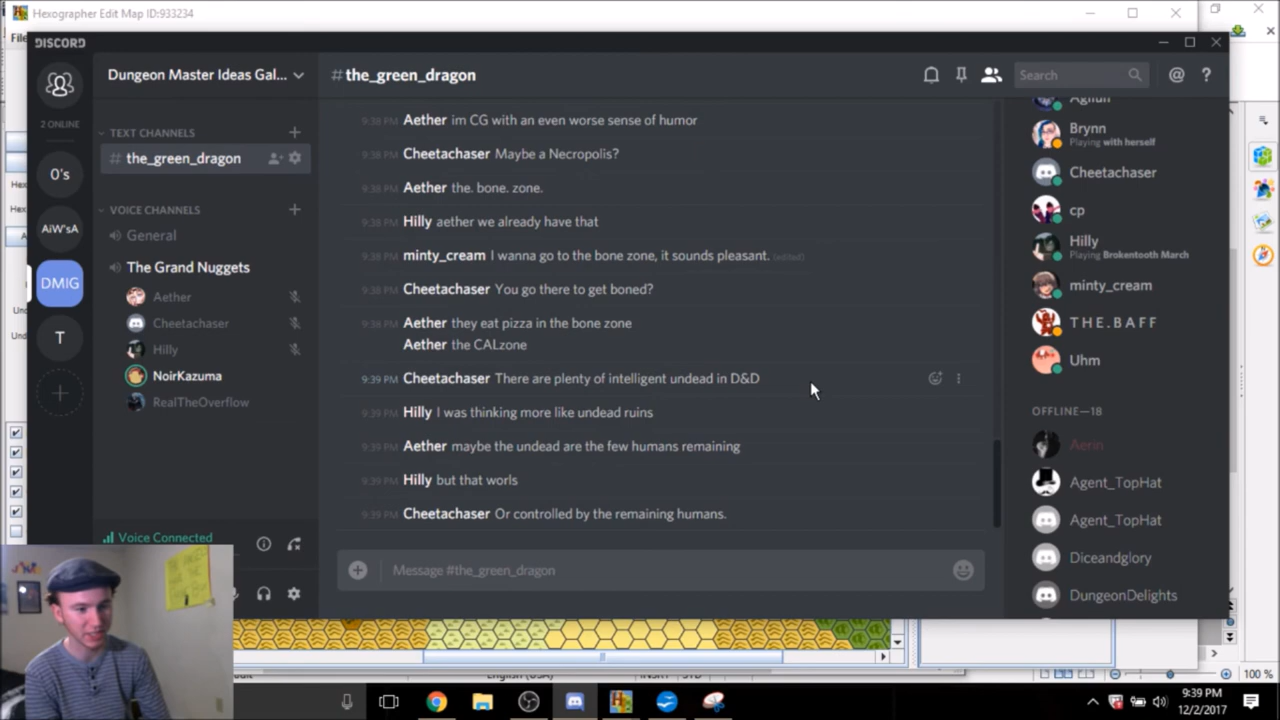 Hexographer Edit Map ID:933234
File
DISCORD
Dungeon Master Ideas Gal...
#the_green_dragon
Search
@
?
2 ONLINE
O's
AiW'sA
DMIG
T
TEXT CHANNELS
# the_green_dragon
VOICE CHANNELS
General
The Grand Nuggets
Aether
Cheetachaser
Hilly
NoirKazuma
RealTheOverflow
Voice Connected
9:38 PM Aether im CG with an even worse sense of humor
9:38 PM Cheetachaser Maybe a Necropolis?
9:38 PM Aether the. bone. zone.
9:38 PM Hilly aether we already have that
9:38 PM minty_cream I wanna go to the bone zone, it sounds pleasant. (edited)
9:38 PM Cheetachaser You go there to get boned?
9:38 PM Aether they eat pizza in the bone zone
Aether the CALzone
9:39 PM Cheetachaser There are plenty of intelligent undead in D&D
9:39 PM Hilly I was thinking more like undead ruins
9:39 PM Aether maybe the undead are the few humans remaining
9:39 PM Hilly but that worls
9:39 PM Cheetachaser Or controlled by the remaining humans.
Message #the_green_dragon
Brynn
Playing with herself
Cheetachaser
cp
Hilly
Playing Brokentooth March
minty_cream
T H E . B A F F
Uhm
OFFLINE—18
Aerin
Agent_TopHat
Agent_TopHat
Diceandglory
DungeonDelights
English (USA)
INSRT
STD
100 %
9:39 PM
12/2/2017